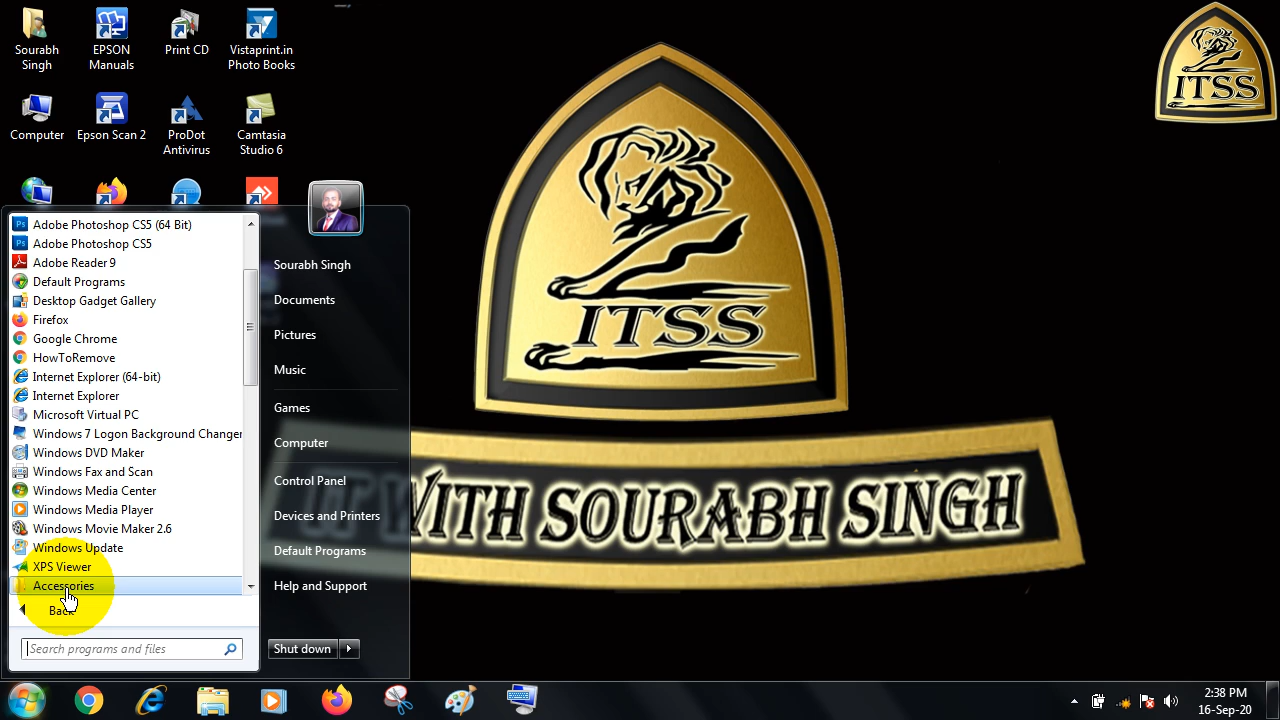 Sourabh
Singh
EPSON
Manuals
Print CD
Vistaprint.in
Photo Books
Computer
Epson Scan 2
ProDot
Antivirus
Camtasia
Studio 6
ITSS
ITSS
WITH SOURABH SINGH
Adobe Photoshop CS5 (64 Bit)
Adobe Photoshop CS5
Adobe Reader 9
Default Programs
Desktop Gadget Gallery
Firefox
Google Chrome
HowToRemove
Internet Explorer (64-bit)
Internet Explorer
Microsoft Virtual PC
Windows 7 Logon Background Changer
Windows DVD Maker
Windows Fax and Scan
Windows Media Center
Windows Media Player
Windows Movie Maker 2.6
Windows Update
XPS Viewer
Accessories
Back
Search programs and files
Sourabh Singh
Documents
Pictures
Music
Games
Computer
Control Panel
Devices and Printers
Default Programs
Help and Support
Shut down
2:38 PM
16-Sep-20